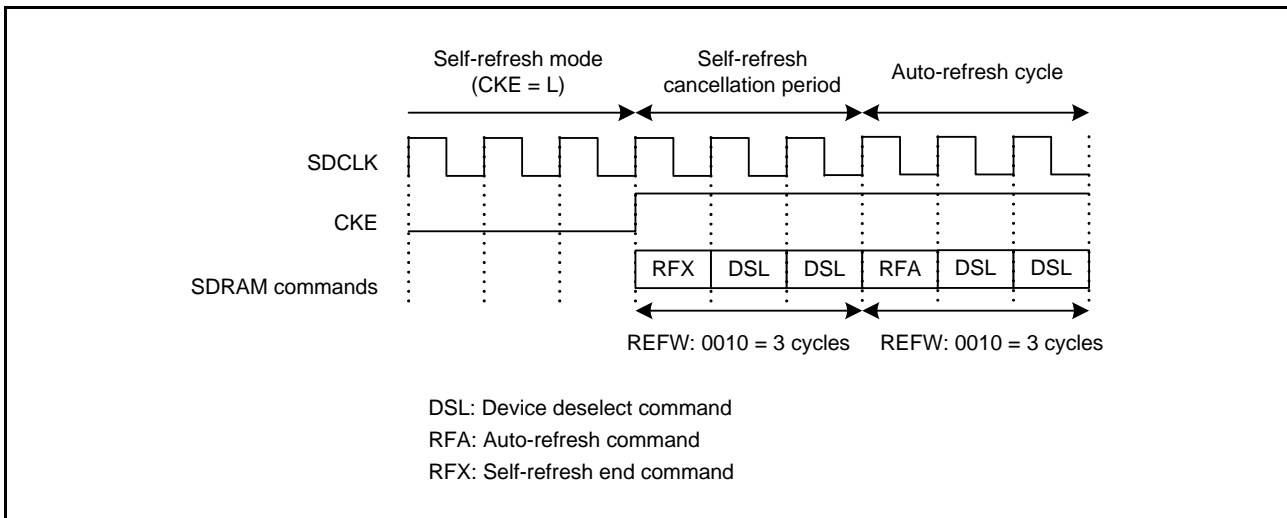 Self-refresh mode
(CKE = L)
Self-refresh
cancellation period
Auto-refresh cycle
SDCLK
CKE
SDRAM commands
RFX DSL DSL RFA DSL DSL
REFW: 0010 = 3 cycles REFW: 0010 = 3 cycles
DSL: Device deselect command
RFA: Auto-refresh command
RFX: Self-refresh end command